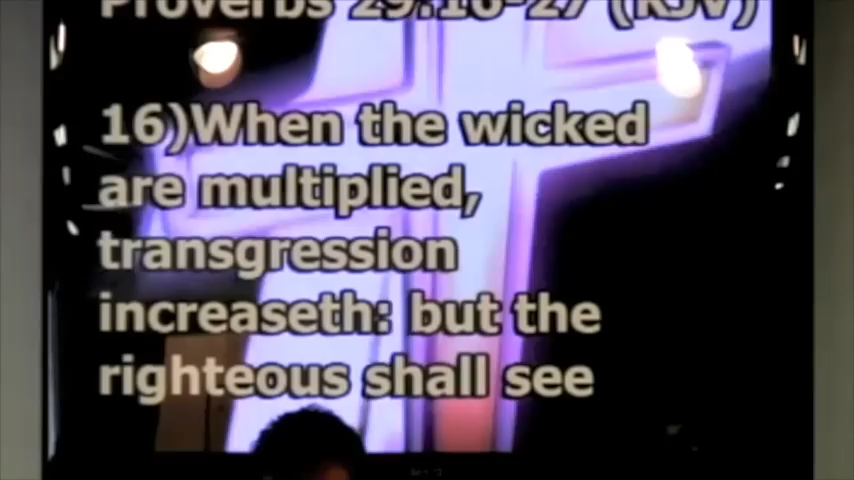 Proverbs 29:16-27 (KJV)
16)When the wicked
are multiplied,
transgression
increaseth: but the
righteous shall see